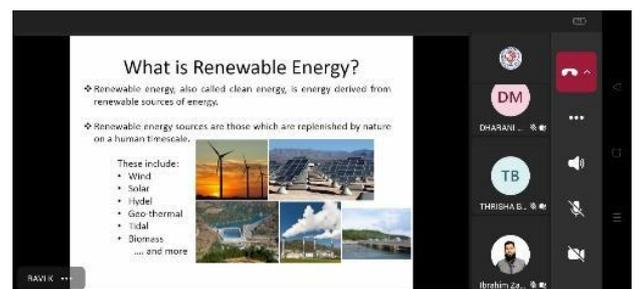 What is Renewable Energy?
❖ Renewable energy, also called clean energy, is energy derived from
renewable sources of energy.
❖ Renewable energy sources are those which are replenished by nature
on a human timescale.
These include:
• Wind
• Solar
• Hydel
• Geo-thermal
• Tidal
• Biomass
.... and more
RAVI K •••
DM
DHARANI ...
TB
THRISHA B...
Ibrahim Za...